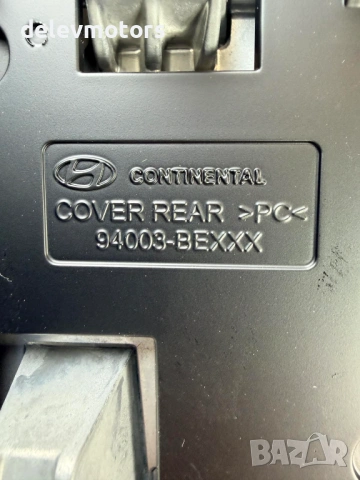 delevmotors
CONTINENTAL
COVER REAR >PC<
94003-BEXXX
BAZAR